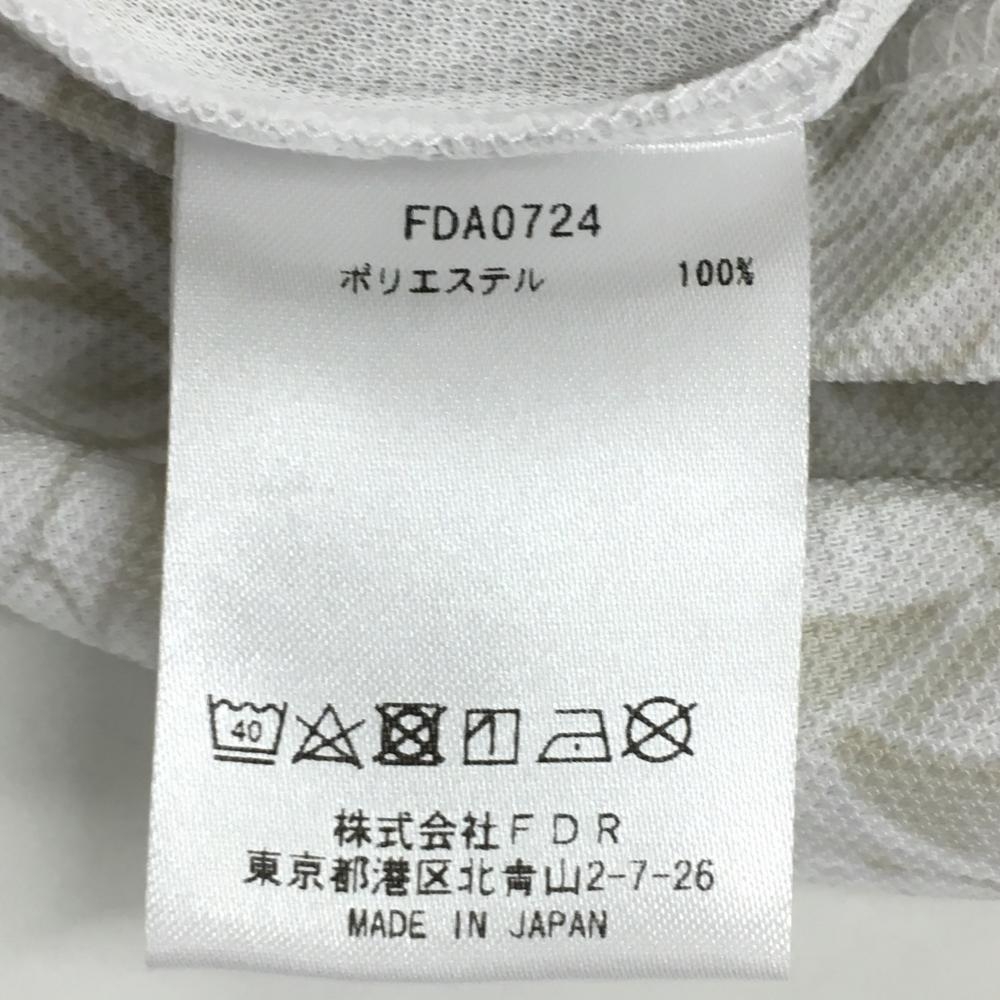 FDA0724
ポリエステル 100%
40
株式会社FDR
東京都港区北青山2-7-26
MADE IN JAPAN